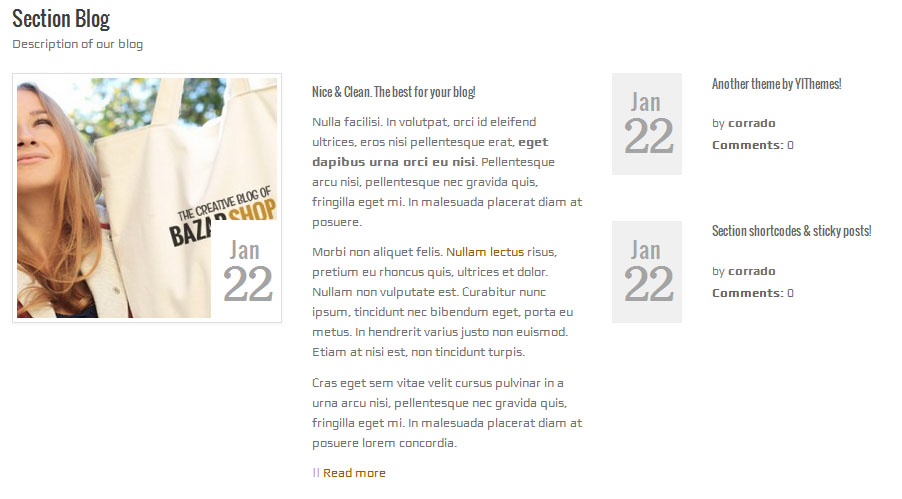 Section Blog
Description of our blog
THE CREATIVE BLOG OF
BAZAR SHOP
Jan
22
Nice & Clean. The best for your blog!
Nulla facilisi. In volutpat, orci id eleifend
ultrices, eros nisi pellentesque erat, eget
dapibus urna orci eu nisi. Pellentesque
arcu nisi, pellentesque nec gravida quis,
fringilla eget mi. In malesuada placerat diam at
posuere.
Morbi non aliquet felis. Nullam lectus risus,
pretium eu rhoncus quis, ultrices et dolor.
Nullam non vulputate est. Curabitur nunc
ipsum, tincidunt nec bibendum eget, porta eu
metus. In hendrerit varius justo non euismod.
Etiam at nisi est, non tincidunt turpis.
Cras eget sem vitae velit cursus pulvinar in a
urna arcu nisi, pellentesque nec gravida quis,
fringilla eget mi. In malesuada placerat diam at
posuere lorem concordia.
|| Read more
Jan
22
Another theme by YIThemes!
by corrado
Comments: 0
Jan
22
Section shortcodes & sticky posts!
by corrado
Comments: 0